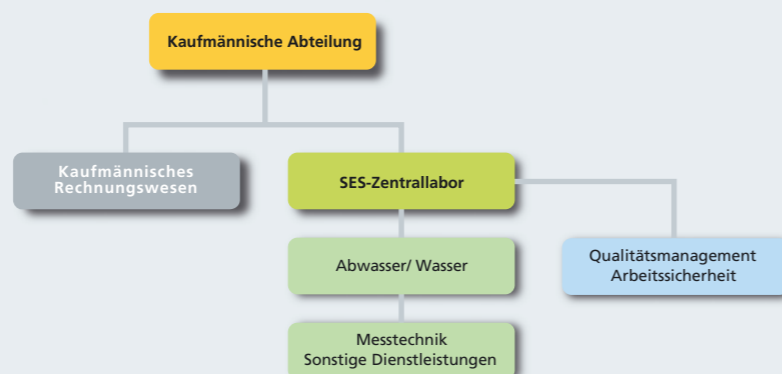 Kaufmännische Abteilung
Kaufmännisches
Rechnungswesen
SES-Zentrallabor
Abwasser/ Wasser
Qualitätsmanagement
Arbeitssicherheit
Messtechnik
Sonstige Dienstleistungen